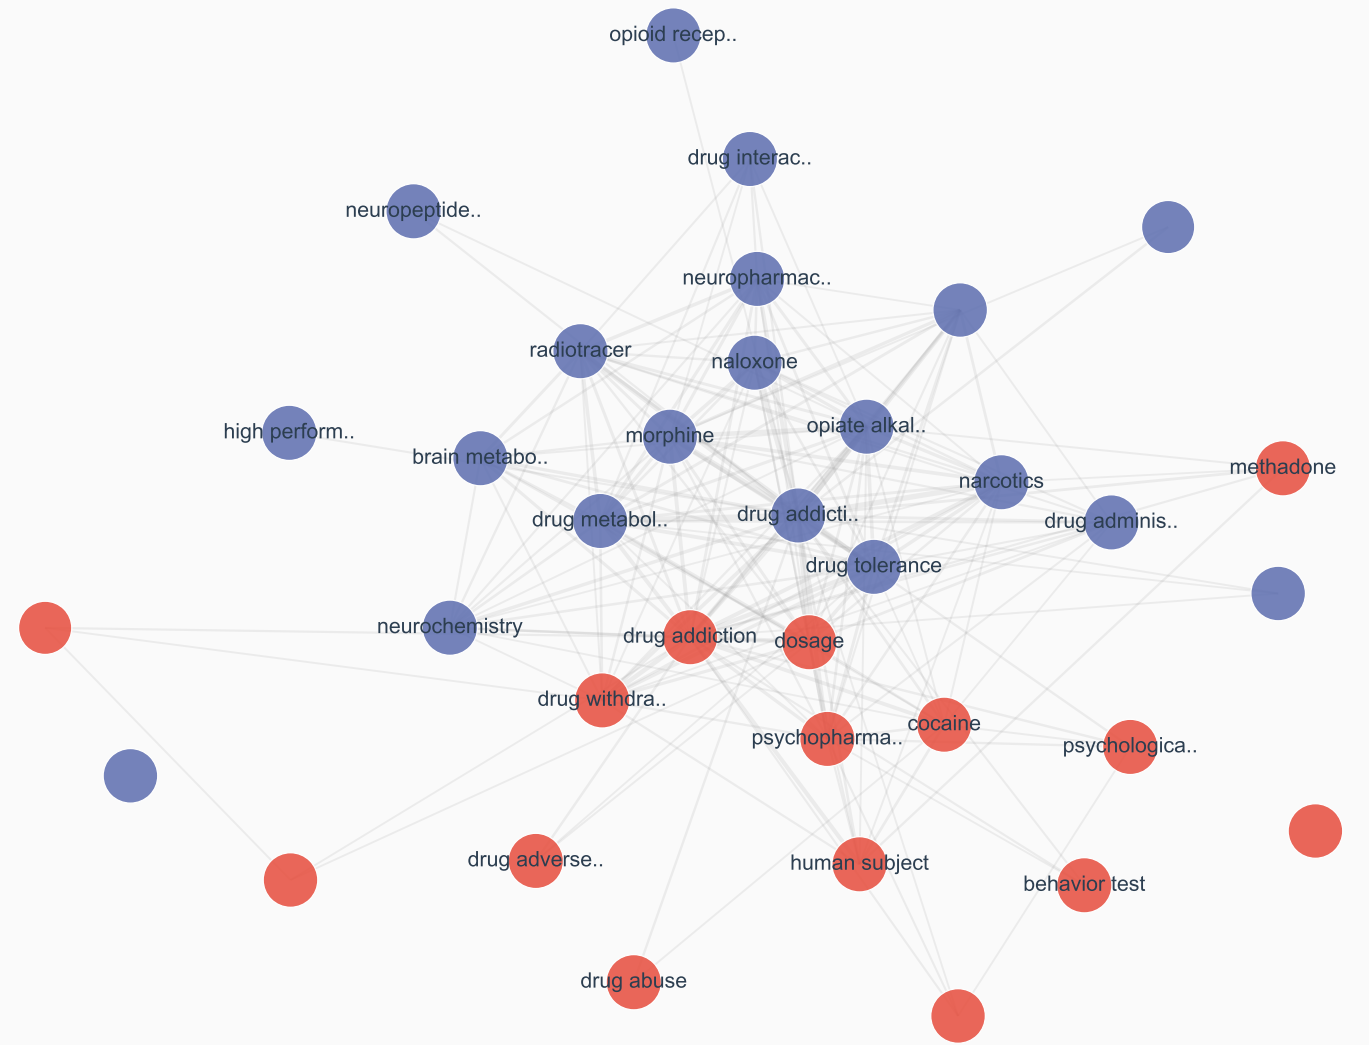 opioid recep..
drug interac..
neuropeptide..
neuropharmac..
radiotracer
naloxone
high perform..
morphine
opiate alkal..
brain metabo..
methadone
narcotics
drug metabol..
drug addicti..
drug adminis..
drug tolerance
neurochemistry
drug addiction
dosage
drug withdra..
cocaine
psychopharma..
psychologica..
drug adverse..
human subject
behavior test
drug abuse